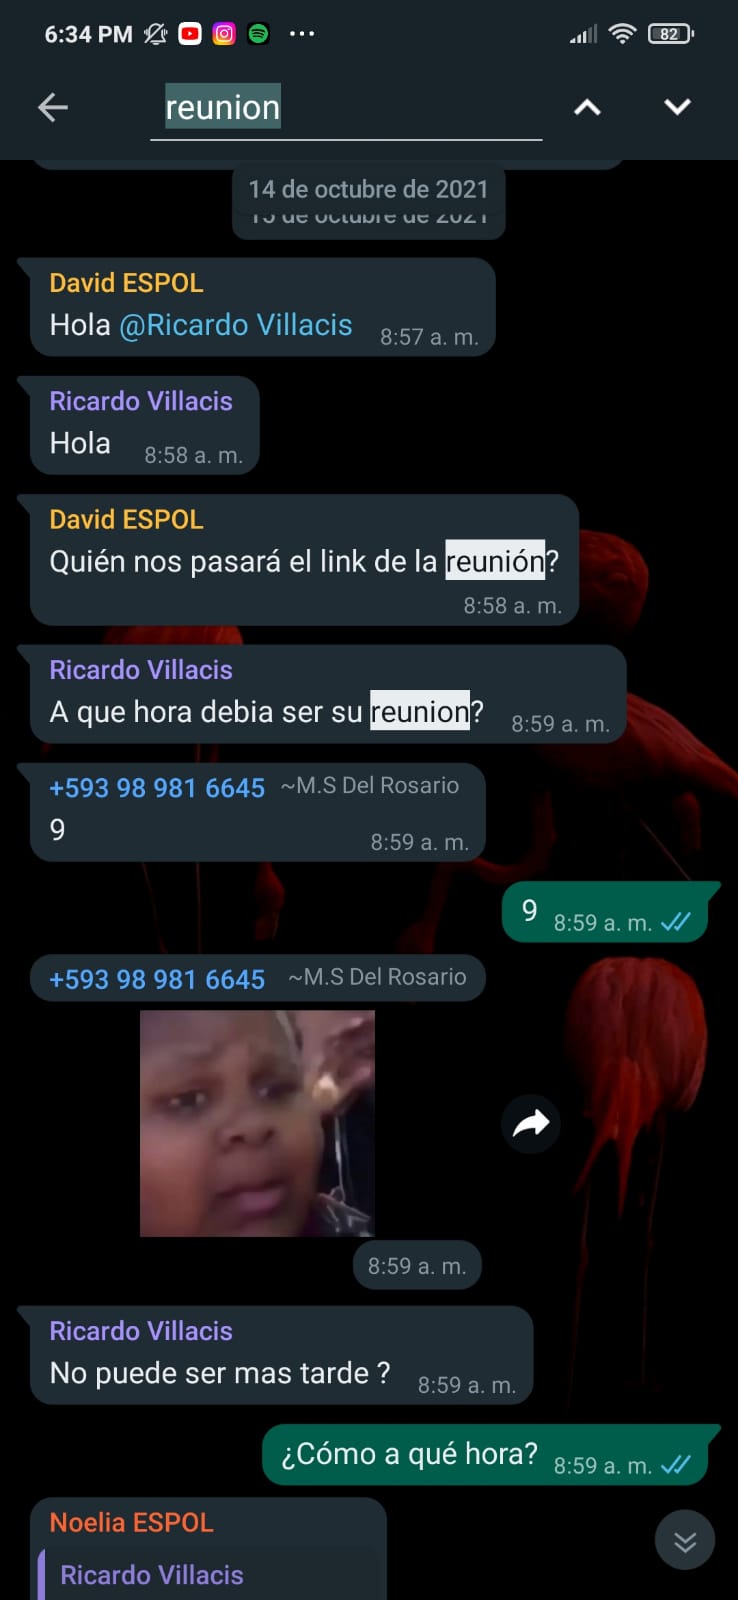 6:34 PM
82
reunion
14 de octubre de 2021
15 de octubre de 2021
David ESPOL
Hola @Ricardo Villacis 8:57 a. m.
Ricardo Villacis
Hola 8:58 a. m.
David ESPOL
Quién nos pasará el link de la reunión?
8:58 a. m.
Ricardo Villacis
A que hora debia ser su reunion? 8:59 a. m.
+593 98 981 6645 ~M.S Del Rosario
9
8:59 a. m.
9 8:59 a. m.
+593 98 981 6645 ~M.S Del Rosario
8:59 a. m.
Ricardo Villacis
No puede ser mas tarde ? 8:59 a. m.
¿Cómo a qué hora? 8:59 a. m.
Noelia ESPOL
Ricardo Villacis